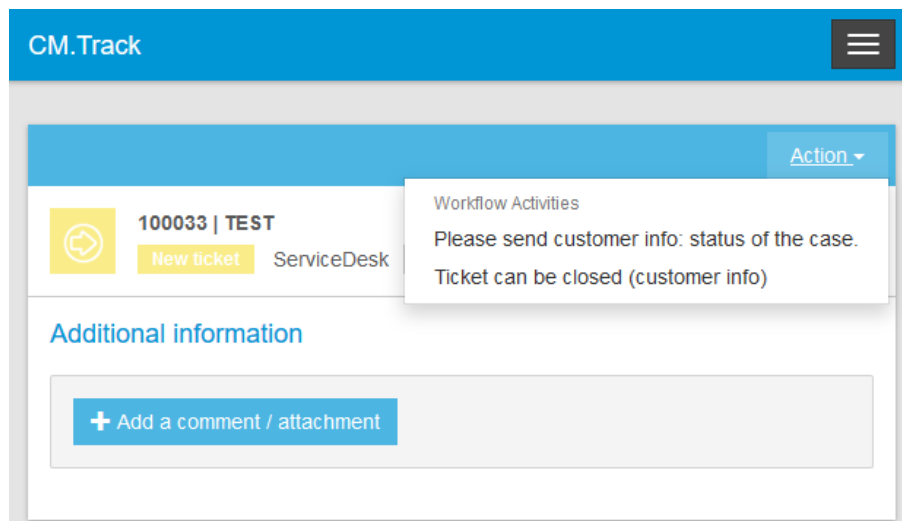 CM.Track
Action
Workflow Activities
Please send customer info: status of the case.
Ticket can be closed (customer info)
100033 | TEST
New ticket ServiceDesk
Additional information
Add a comment / attachment